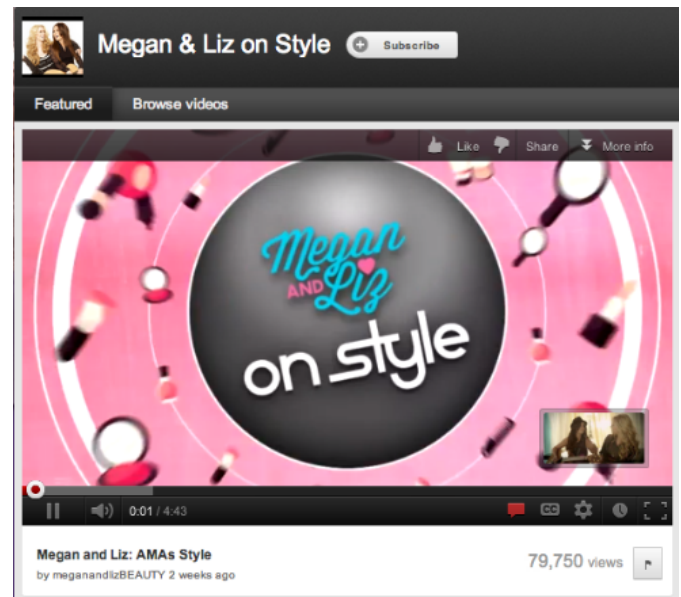 Megan & Liz on Style
Subscribe
Featured Browse videos
Like Share More info
Megan
AND Liz
on style
0:01 / 4:43
CC
Megan and Liz: AMAs Style
by meganandlizBEAUTY 2 weeks ago
79,750 views